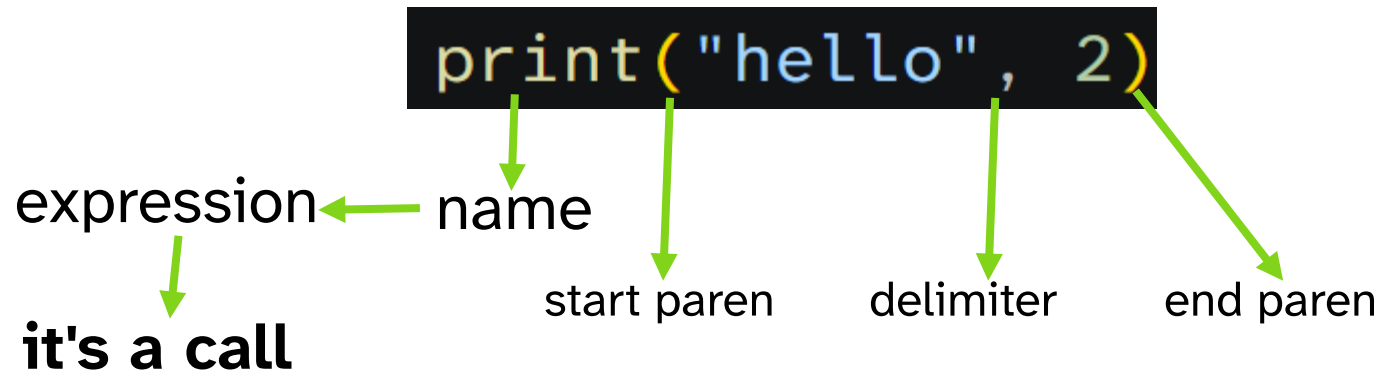 print("hello", 2)
expression
name
start paren
delimiter
end paren
it's a call